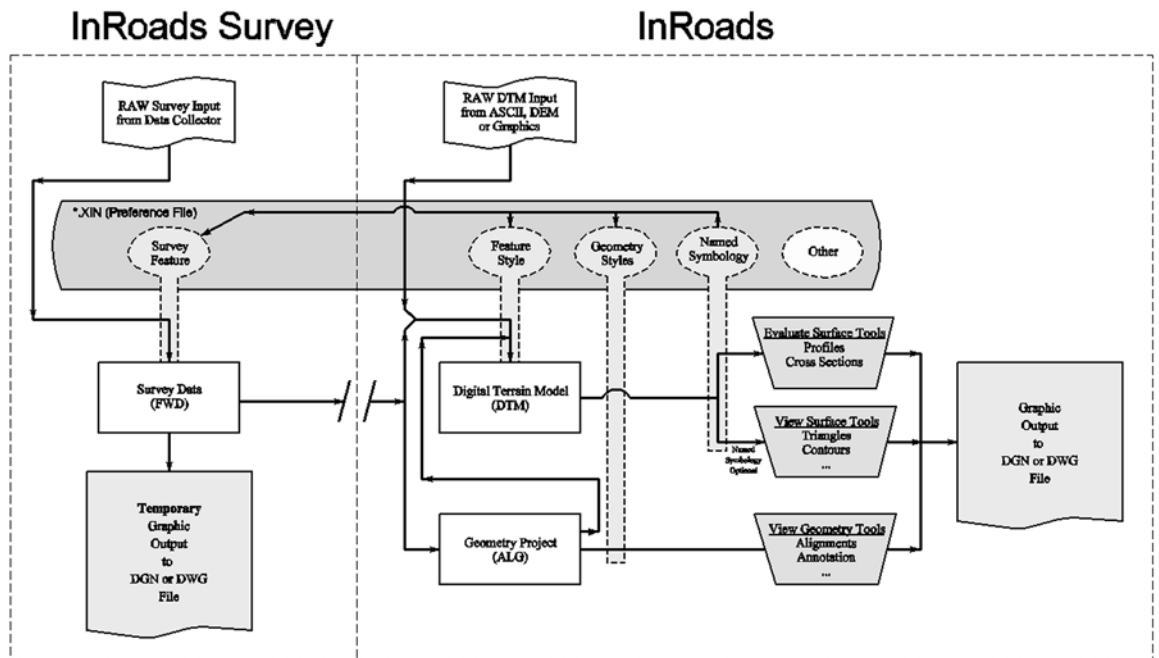 InRoads Survey
InRoads
RAW Survey Input
from Data Collector
RAW DTM Input
from ASCII, DEM
or Graphics
*.XIN (Preference File)
Survey
Feature
Feature
Style
Geometry
Styles
Named
Symbology
Other
Evaluate Surface Tools
Profiles
Cross Sections
Survey Data
(FWD)
Digital Terrain Model
(DTM)
View Surface Tools
Triangles
Contours
...
Named
Symbology
Optional
Graphic
Output
to
DGN or DWG
File
Temporary
Graphic
Output
to
DGN or DWG
File
Geometry Project
(ALG)
View Geometry Tools
Alignments
Annotation
...